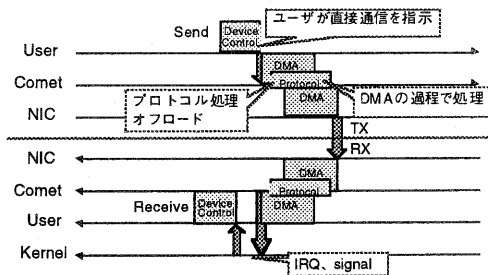 Send
Device Control
ユーザが直接通信を指示
User
DMA
Comet
Protocol
プロトコル処理
オフロード
DMA
DMAの過程で処理
NIC
TX
RX
NIC
DMA
Comet
Protocol
Receive
Device Control
DMA
User
Kernel
IRQ、signal